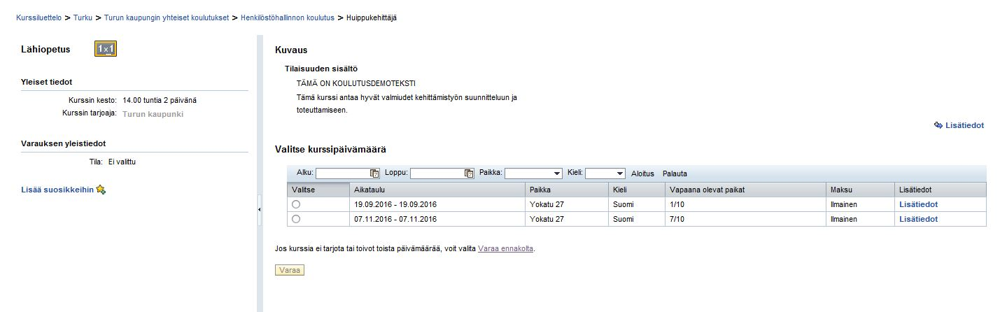 Kurssiluettelo > Turku > Turun kaupungin yhteiset koulutukset > Henkilöstöhallinnon koulutus > Huippukehittäjä
Lähiopetus 1x1
Yleiset tiedot
Kurssin kesto: 14.00 tuntia 2 päivänä
Kurssin tarjoaja: Turun kaupunki
Varauksen yleistiedot
Tila: Ei valittu
Lisää suosikkeihin
Kuvaus
Tilaisuuden sisältö
TÄMÄ ON KOULUTUSDEMOTEKSTI
Tämä kurssi antaa hyvät valmiudet kehittämistyön suunnitteluun ja
toteuttamiseen.
Lisätiedot
Valitse kurssipäivämäärä
Alku: Loppu: Paikka: Kieli: Aloitus Palauta
Valitse Aikataulu Paikka Kieli Vapaana olevat paikat Maksu Lisätiedot
19.09.2016 - 19.09.2016 Yokatu 27 Suomi 1/10 Ilmainen Lisätiedot
07.11.2016 - 07.11.2016 Yokatu 27 Suomi 7/10 Ilmainen Lisätiedot
Jos kurssia ei tarjota tai toivot toista päivämäärää, voit valita Varaa ennakolta.
Varaa